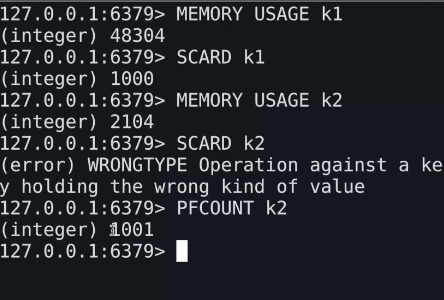 127.0.0.1:6379> MEMORY USAGE k1
(integer) 48304
127.0.0.1:6379> SCARD k1
(integer) 1000
127.0.0.1:6379> MEMORY USAGE k2
(integer) 2104
127.0.0.1:6379> SCARD k2
(error) WRONGTYPE Operation against a ke
y holding the wrong kind of value
127.0.0.1:6379> PFCOUNT k2
(integer) 1001
127.0.0.1:6379>